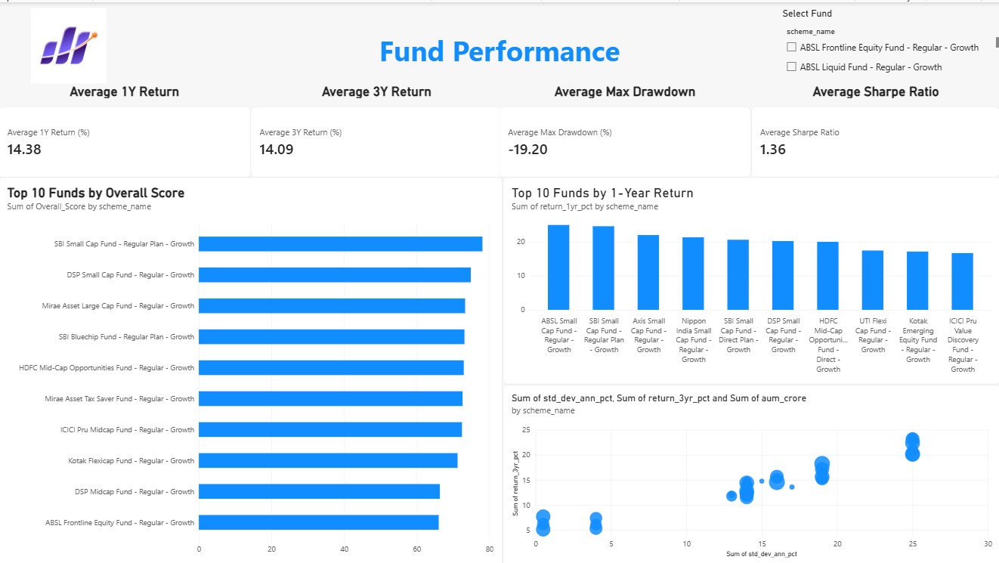 Select Fund
scheme_name
ABSL Frontline Equity Fund - Regular - Growth
ABSL Liquid Fund - Regular - Growth
Fund Performance
Average 1Y Return
Average 3Y Return
Average Max Drawdown
Average Sharpe Ratio
Average 1Y Return (%)
14.38
Average 3Y Return (%)
14.09
Average Max Drawdown (%)
-19.20
Average Sharpe Ratio
1.36
Top 10 Funds by Overall Score
Sum of Overall_Score by scheme_name
SBI Small Cap Fund - Regular Plan - Growth
DSP Small Cap Fund - Regular - Growth
Mirae Asset Large Cap Fund - Regular - Growth
SBI Bluechip Fund - Regular Plan - Growth
HDFC Mid-Cap Opportunities Fund - Regular - Growth
Mirae Asset Tax Saver Fund - Regular - Growth
ICICI Pru Midcap Fund - Regular - Growth
Kotak Flexicap Fund - Regular - Growth
DSP Midcap Fund - Regular - Growth
ABSL Frontline Equity Fund - Regular - Growth
0 20 40 60 80
Top 10 Funds by 1-Year Return
Sum of return_1yr_pct by scheme_name
20
10
0
ABSL Small
Cap Fund -
Regular -
Growth
SBI Small
Cap Fund -
Regular Plan
- Growth
Axis Small
Cap Fund -
Regular -
Growth
Nippon
India Small
Cap Fund -
Regular -
Growth
SBI Small
Cap Fund -
Direct Plan -
Growth
DSP Small
Cap Fund -
Regular -
Growth
HDFC
Mid-Cap
Opportuni...
Fund -
Direct -
Growth
UTI Flexi
Cap Fund -
Regular -
Growth
Kotak
Emerging
Equity Fund
- Regular -
Growth
ICICI Pru
Value
Discovery
Fund -
Regular -
Growth
Sum of std_dev_ann_pct, Sum of return_3yr_pct and Sum of aum_crore
by scheme_name
Sum of return_3yr_pct
25
20
15
10
5
0 5 10 15 20 25 30
Sum of std_dev_ann_pct